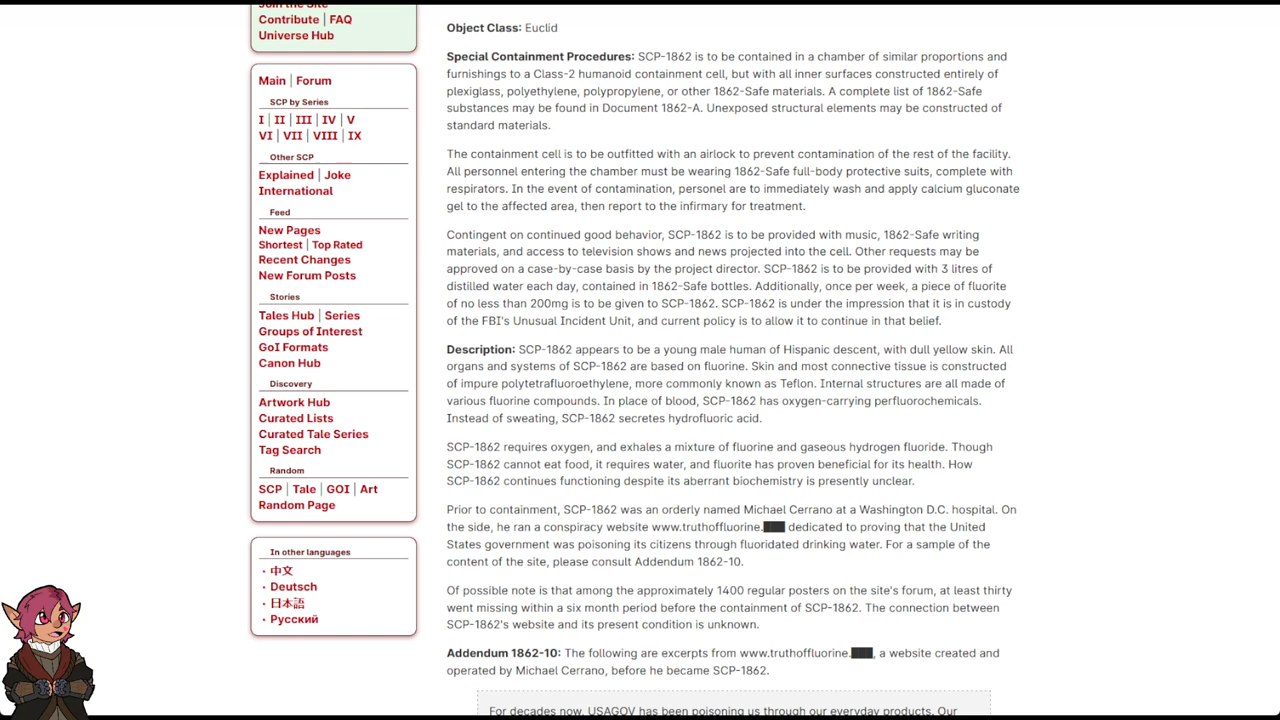 Join the Site
Contribute | FAQ
Universe Hub
Main | Forum
SCP by Series
I | II | III | IV | V
VI | VII | VIII | IX
Other SCP
Explained | Joke
International
Feed
New Pages
Shortest | Top Rated
Recent Changes
New Forum Posts
Stories
Tales Hub | Series
Groups of Interest
GoI Formats
Canon Hub
Discovery
Artwork Hub
Curated Lists
Curated Tale Series
Tag Search
Random
SCP | Tale | GOI | Art
Random Page
In other languages
中文
Deutsch
日本語
Русский
Object Class: Euclid
Special Containment Procedures: SCP-1862 is to be contained in a chamber of similar proportions and
furnishings to a Class-2 humanoid containment cell, but with all inner surfaces constructed entirely of
plexiglass, polyethylene, polypropylene, or other 1862-Safe materials. A complete list of 1862-Safe
substances may be found in Document 1862-A. Unexposed structural elements may be constructed of
standard materials.
The containment cell is to be outfitted with an airlock to prevent contamination of the rest of the facility.
All personnel entering the chamber must be wearing 1862-Safe full-body protective suits, complete with
respirators. In the event of contamination, personel are to immediately wash and apply calcium gluconate
gel to the affected area, then report to the infirmary for treatment.
Contingent on continued good behavior, SCP-1862 is to be provided with music, 1862-Safe writing
materials, and access to television shows and news projected into the cell. Other requests may be
approved on a case-by-case basis by the project director. SCP-1862 is to be provided with 3 litres of
distilled water each day, contained in 1862-Safe bottles. Additionally, once per week, a piece of fluorite
of no less than 200mg is to be given to SCP-1862. SCP-1862 is under the impression that it is in custody
of the FBI's Unusual Incident Unit, and current policy is to allow it to continue in that belief.
Description: SCP-1862 appears to be a young male human of Hispanic descent, with dull yellow skin. All
organs and systems of SCP-1862 are based on fluorine. Skin and most connective tissue is constructed
of impure polytetrafluoroethylene, more commonly known as Teflon. Internal structures are all made of
various fluorine compounds. In place of blood, SCP-1862 has oxygen-carrying perfluorochemicals.
Instead of sweating, SCP-1862 secretes hydrofluoric acid.
SCP-1862 requires oxygen, and exhales a mixture of fluorine and gaseous hydrogen fluoride. Though
SCP-1862 cannot eat food, it requires water, and fluorite has proven beneficial for its health. How
SCP-1862 continues functioning despite its aberrant biochemistry is presently unclear.
Prior to containment, SCP-1862 was an orderly named Michael Cerrano at a Washington D.C. hospital. On
the side, he ran a conspiracy website www.truthoffluorine.███ dedicated to proving that the United
States government was poisoning its citizens through fluoridated drinking water. For a sample of the
content of the site, please consult Addendum 1862-10.
Of possible note is that among the approximately 1400 regular posters on the site's forum, at least thirty
went missing within a six month period before the containment of SCP-1862. The connection between
SCP-1862's website and its present condition is unknown.
Addendum 1862-10: The following are excerpts from www.truthoffluorine.███, a website created and
operated by Michael Cerrano, before he became SCP-1862.
For decades now, USAGOV has been poisoning us through our everyday products. Our